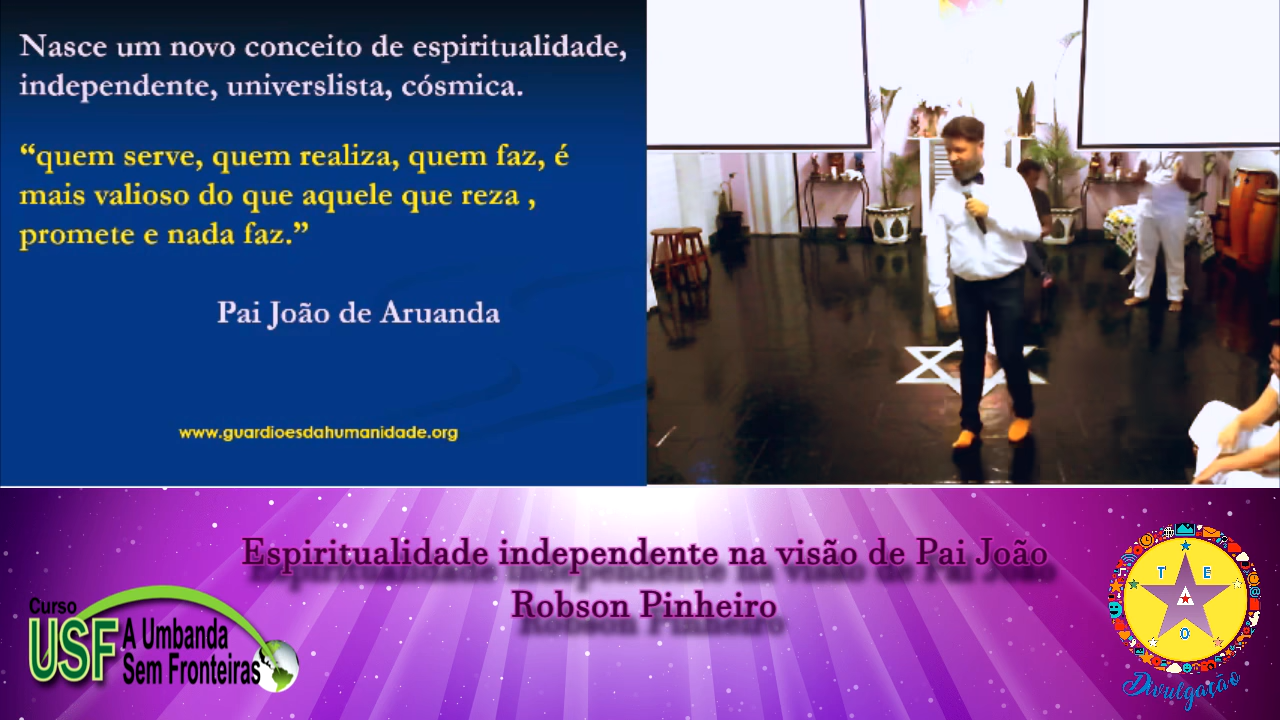 Nasce um novo conceito de espiritualidade,
independente, universlista, cósmica.
“quem serve, quem realiza, quem faz, é
mais valioso do que aquele que reza ,
promete e nada faz.”
Pai João de Aruanda
www.guardioesdahumanidade.org
Espiritualidade independente na visão de Pai João
Robson Pinheiro
Curso
USF A Umbanda
Sem Fronteiras
T E
A
O
Divulgação